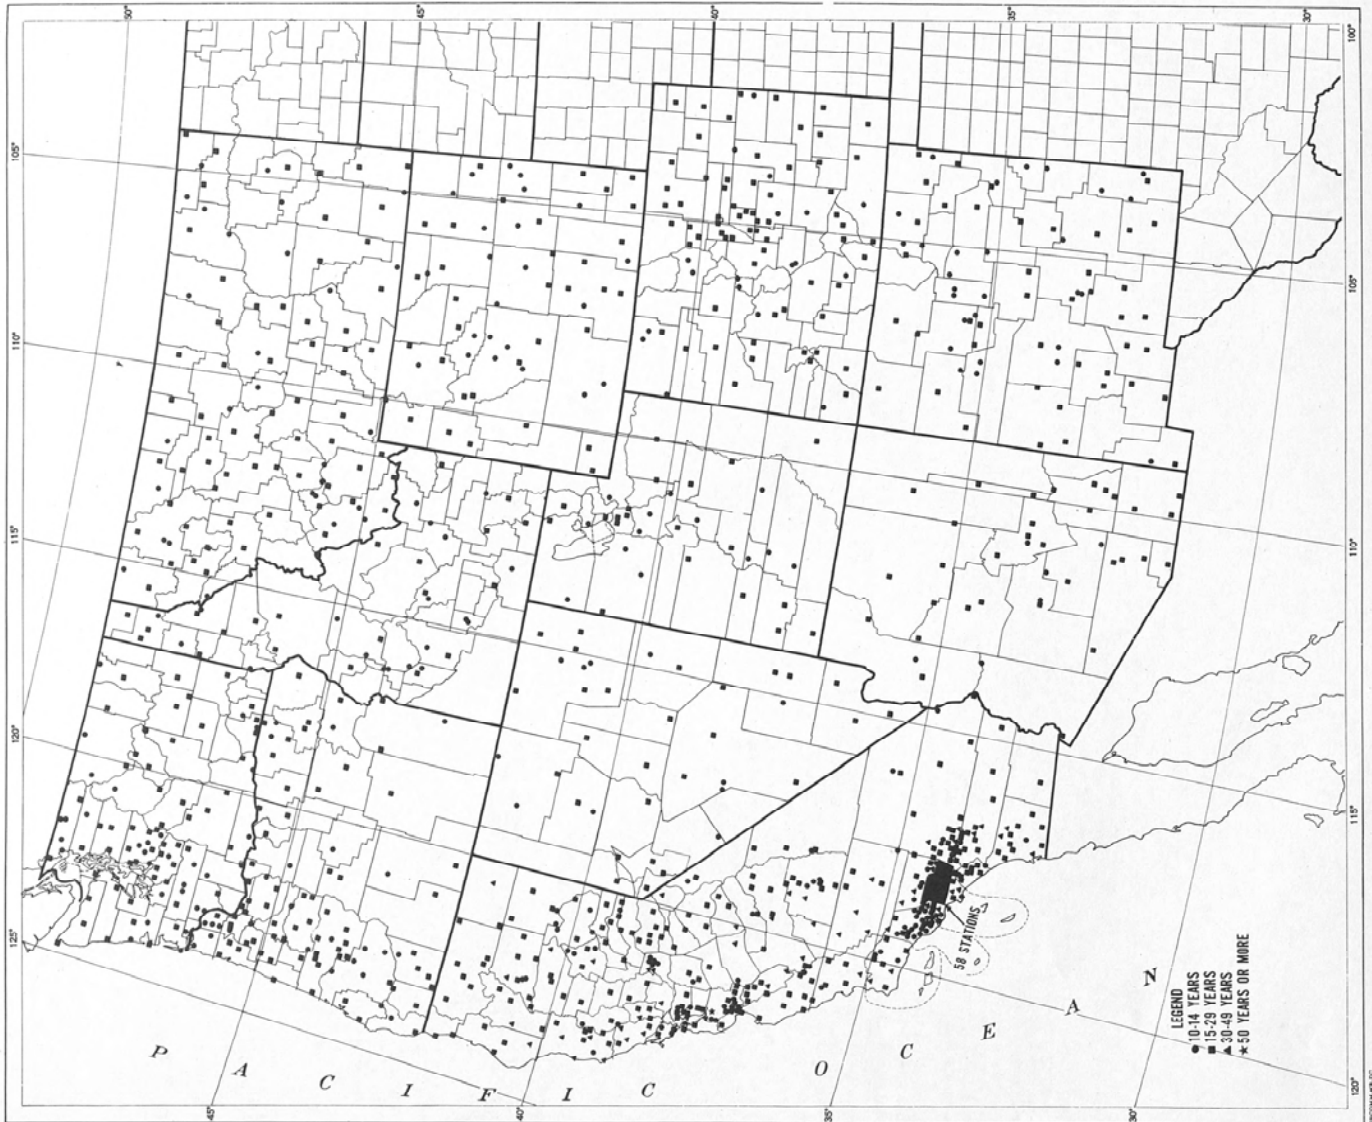 50°
45°
40°
35°
30°
100°
105°
110°
115°
120°
125°
105°
110°
115°
120°
45°
40°
35°
30°
P A C I F I C
O C E A N
58 STATIONS
LEGEND
● 10-14 YEARS
■ 15-29 YEARS
▲ 30-49 YEARS
★ 50 YEARS OR MORE